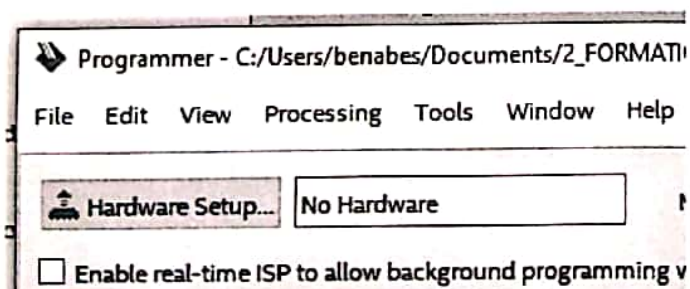 Programmer - C:/Users/benabes/Documents/2_FORMATI
File Edit View Processing Tools Window Help
Hardware Setup... No Hardware
Enable real-time ISP to allow background programming